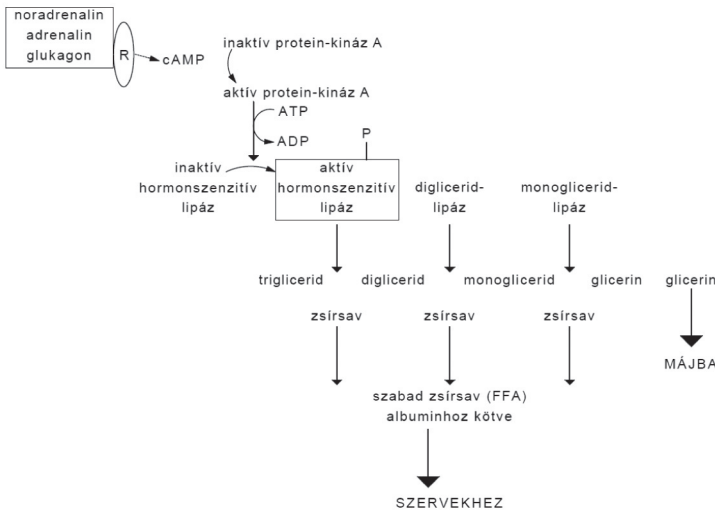 noradrenalin
adrenalin
glukagon
R
cAMP
inaktív protein-kináz A
aktív protein-kináz A
ATP
ADP
P
inaktív
hormonszenzitív
lipáz
aktív
hormonszenzitív
lipáz
diglicerid-
lipáz
monoglicerid-
lipáz
triglicerid diglicerid monoglicerid glicerin glicerin
zsírsav zsírsav zsírsav
MÁJBA
szabad zsírsav (FFA)
albuminhoz kötve
SZERVEKHEZ